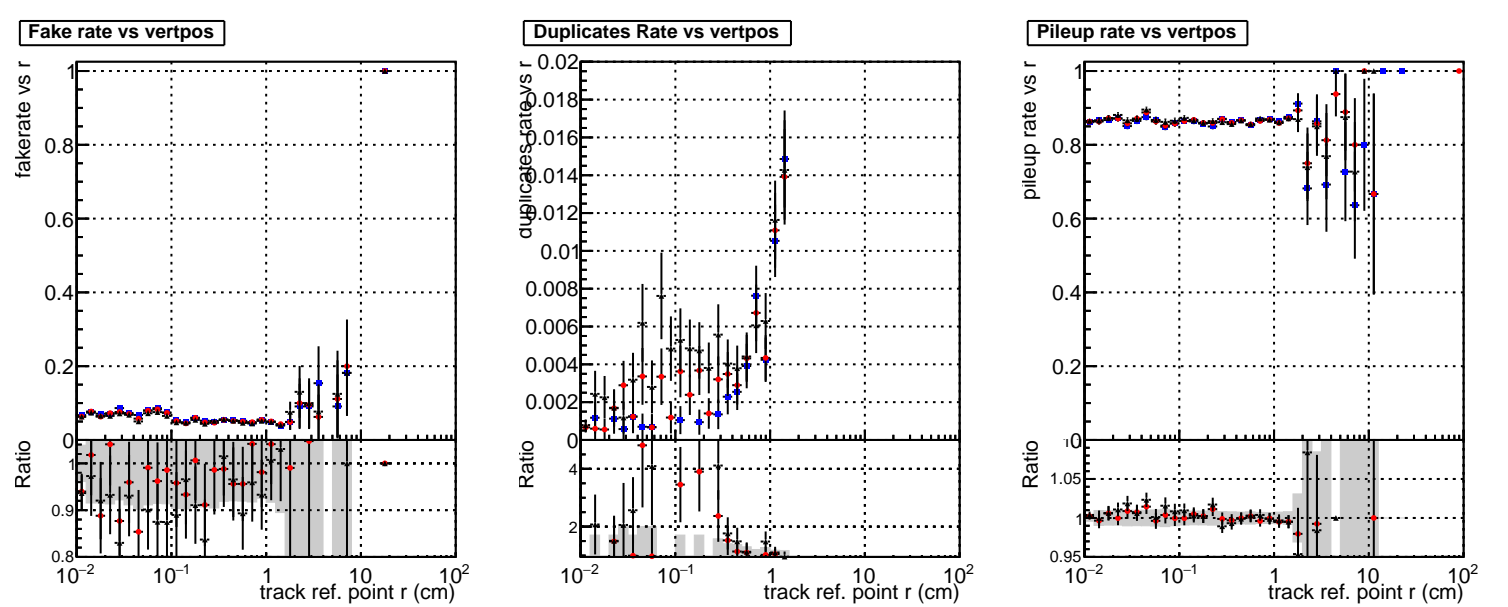 Fake rate vs vertpos
fakerate vs r
1
0.8
0.6
0.4
0.2
0
Ratio
1
0.9
0.8
10⁻² 10⁻¹ 1 10 10²
track ref. point r (cm)
Duplicates Rate vs vertpos
duplicates rate vs r
0.02
0.018
0.016
0.014
0.012
0.01
0.008
0.006
0.004
0.002
0
Ratio
4
2
10⁻² 10⁻¹ 1 10 10²
track ref. point r (cm)
Pileup rate vs vertpos
pileup rate vs r
1
0.8
0.6
0.4
0.2
0
Ratio
1.05
1
0.95
10⁻² 10⁻¹ 1 10 10²
track ref. point r (cm)